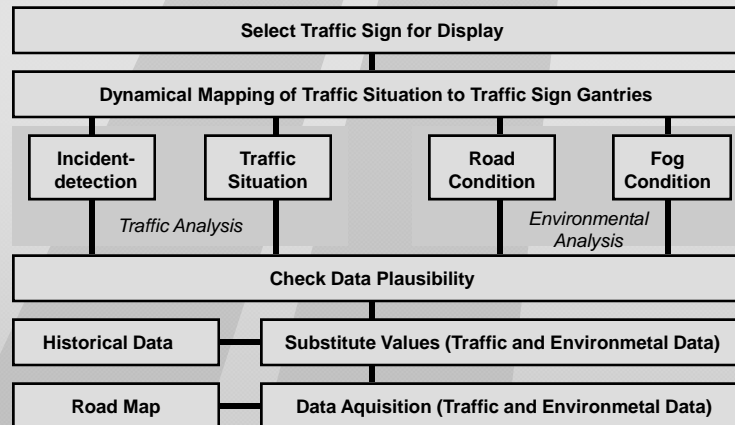 Select Traffic Sign for Display
Dynamical Mapping of Traffic Situation to Traffic Sign Gantries
Incident-
detection
Traffic
Situation
Road
Condition
Fog
Condition
Traffic Analysis
Environmental
Analysis
Check Data Plausibility
Historical Data
Substitute Values (Traffic and Environmetal Data)
Road Map
Data Aquisition (Traffic and Environmetal Data)